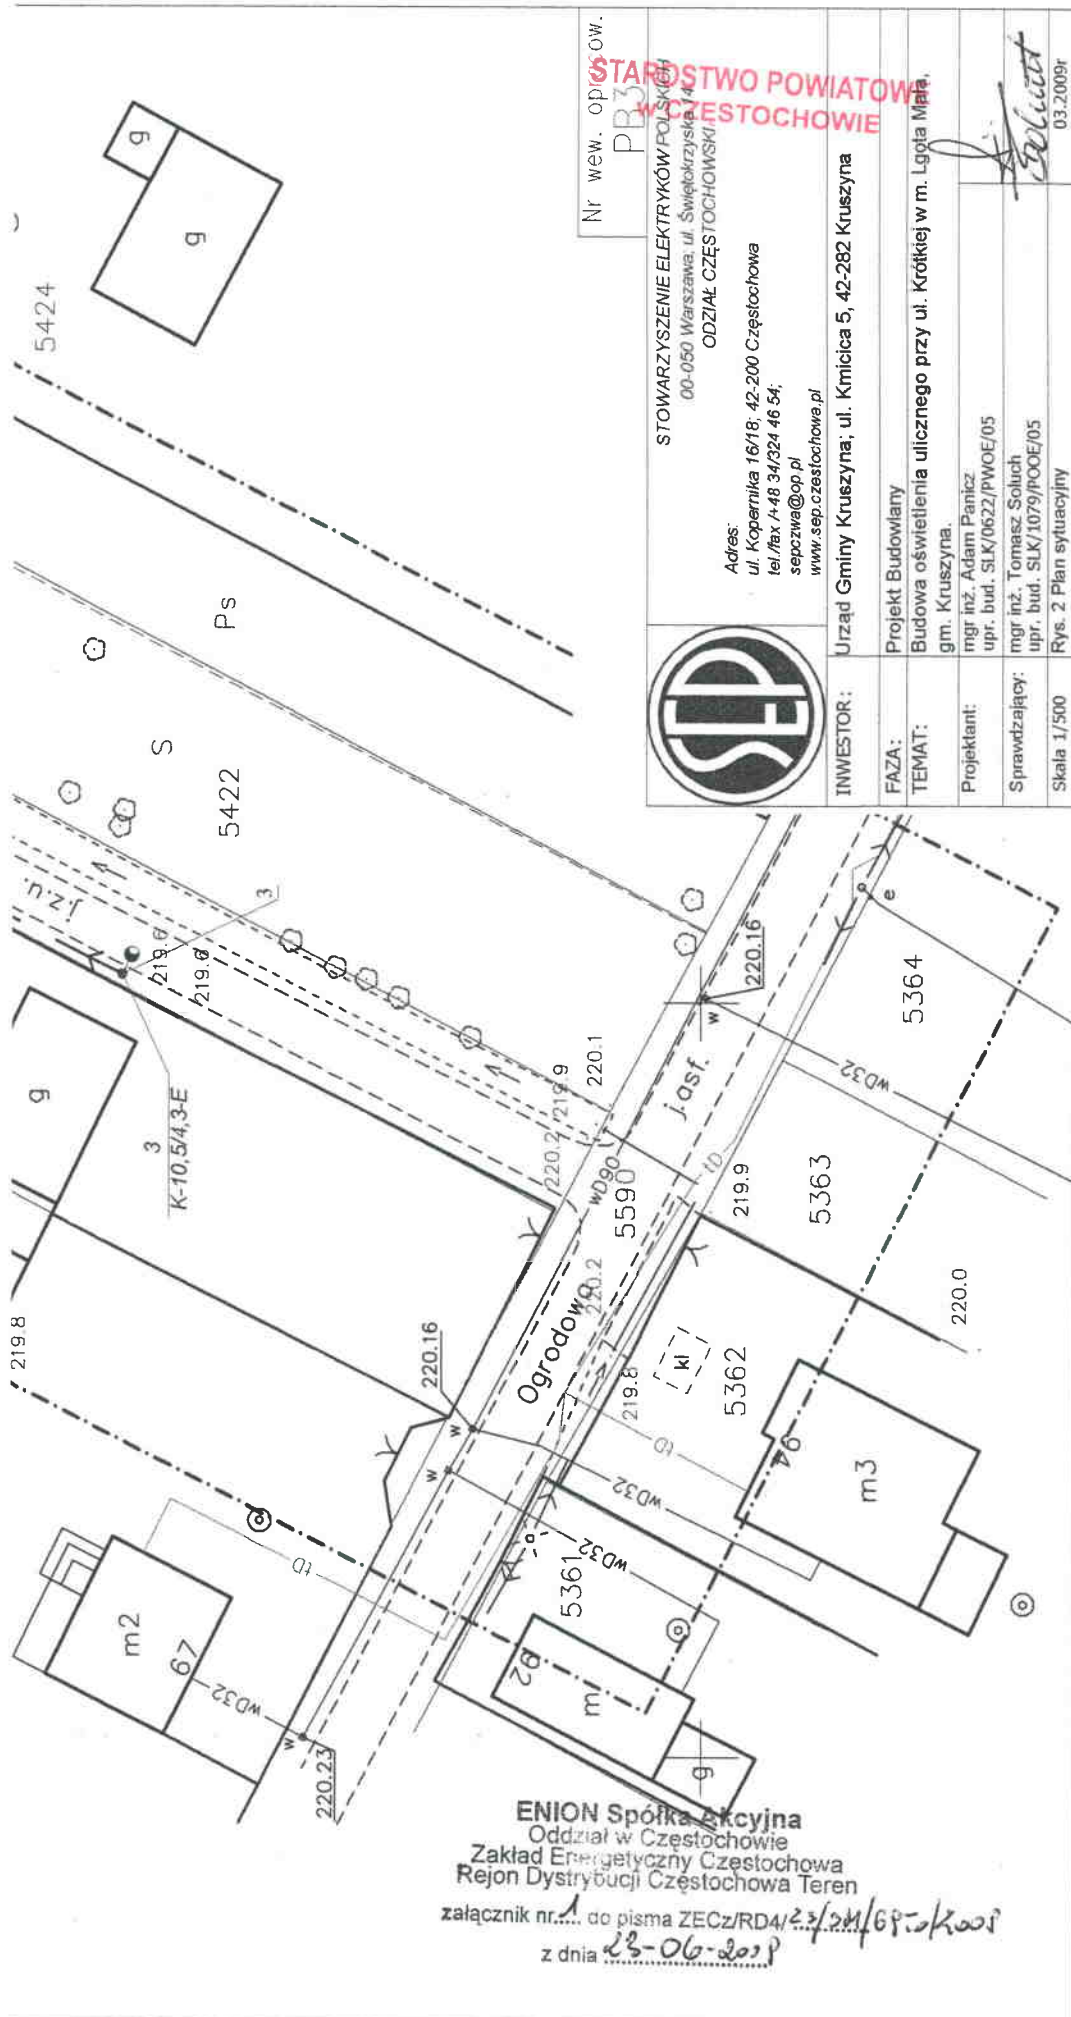 Nr wew. opracow.
PB3
STAROSTWO POWIATOWE
w CZĘSTOCHOWIE
STOWARZYSZENIE ELEKTRYKÓW POLSKICH
00-050 Warszawa; ul. Świętokrzyska 14
ODZIAŁ CZĘSTOCHOWSKI
Adres:
ul. Kopernika 16/18; 42-200 Częstochowa
tel./fax /+48 34/324 46 54;
sepczwa@op.pl
www.sep.czestochowa.pl
SEP
INWESTOR: Urząd Gminy Kruszyna; ul. Kmicica 5, 42-282 Kruszyna
FAZA: Projekt Budowlany
TEMAT: Budowa oświetlenia ulicznego przy ul. Krótkiej w m. Lgota Mała,
gm. Kruszyna.
Projektant: mgr inż. Adam Panicz
upr. bud. SLK/0622/PWOE/05
Sprawdzający: mgr inż. Tomasz Soluch
upr. bud. SLK/1079/POOE/05
Skala 1/500 Rys. 2 Plan sytuacyjny 03.2009r
5424
g
g
Ps
S
5422
j.ż.u.
3
219.6
219.6
3
K-10,5/4,3-E
g
219.8
220.1
219.9
220.2
wD90
5590
j.asf.
w
220.16
e
5364
wD32
tD
219.9
5363
220.0
Ogrodowa
220.2
220.16
w
w
219.8
kł
5362
tD
wD32
94
m3
wD32
5361
92
m
g
tD
m2
67
wD32
w
220.23
ENION Spółka Akcyjna
Oddział w Częstochowie
Zakład Energetyczny Częstochowa
Rejon Dystrybucji Częstochowa Teren
załącznik nr 1 do pisma ZECz/RD4/
z dnia 23-06-200